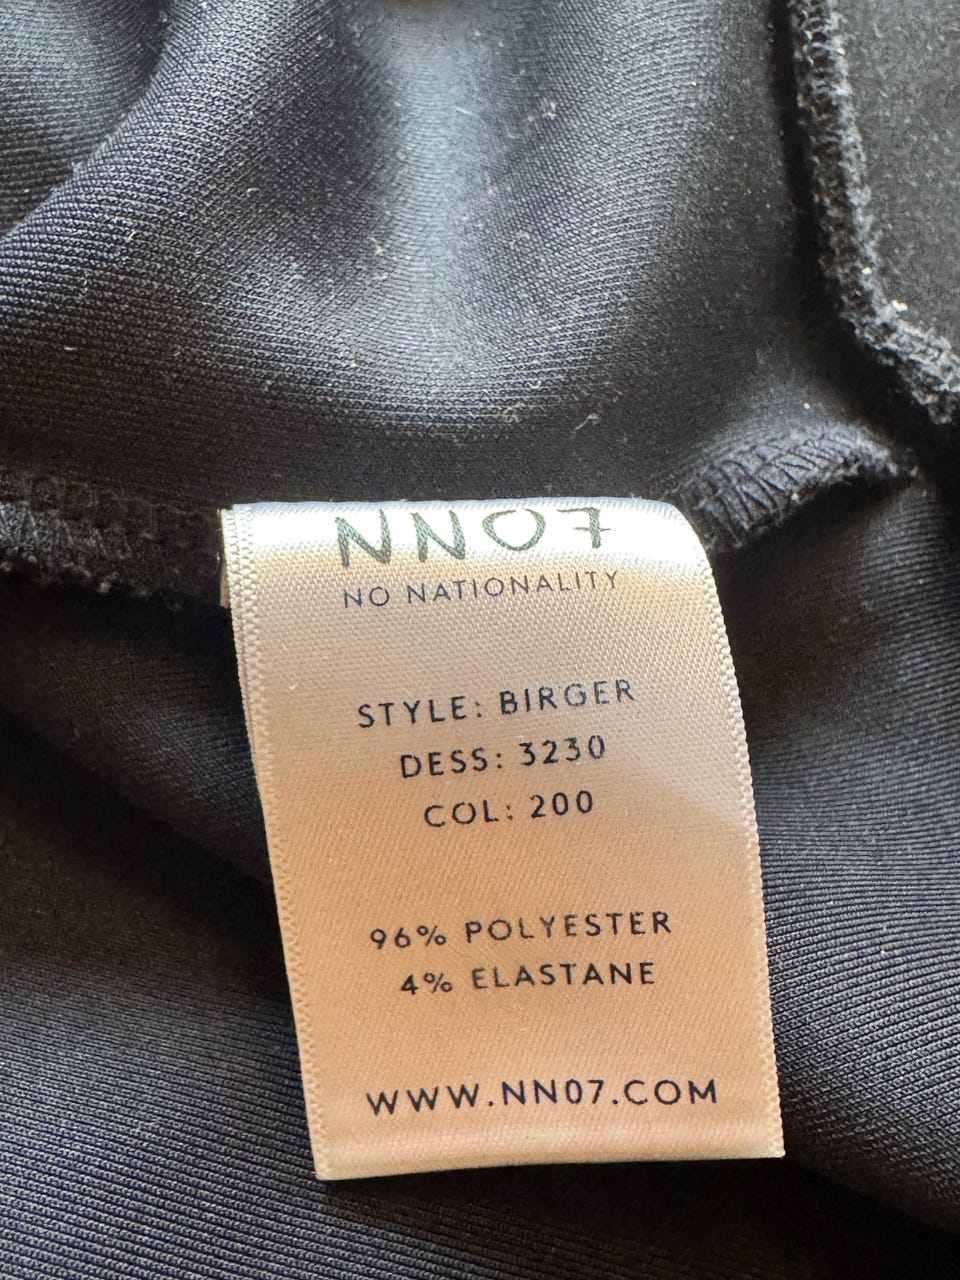 NN07
NO NATIONALITY
STYLE: BIRGER
DESS: 3230
COL: 200
96% POLYESTER
4% ELASTANE
WWW.NN07.COM